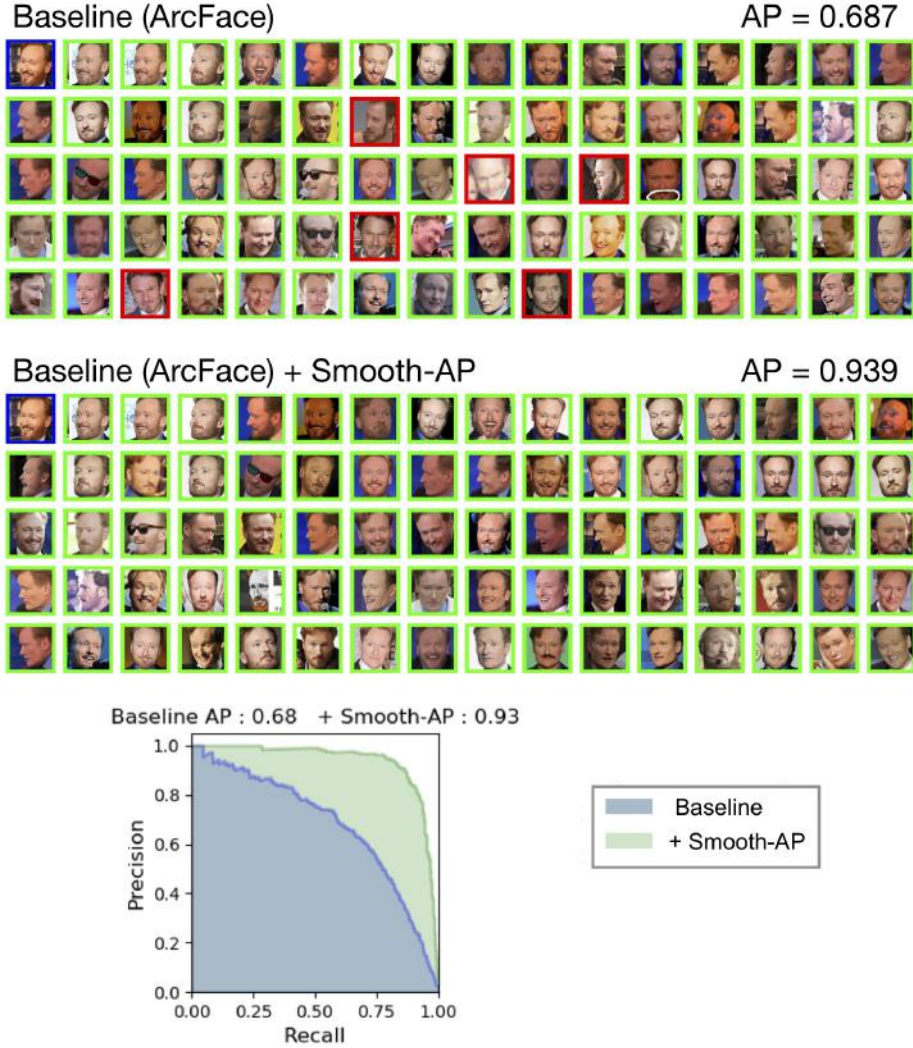 Baseline (ArcFace) AP = 0.687
Baseline (ArcFace) + Smooth-AP AP = 0.939
Baseline AP : 0.68 + Smooth-AP : 0.93
1.0
0.8
0.6
0.4
0.2
0.0
Precision
0.00 0.25 0.50 0.75 1.00
Recall
Baseline
+ Smooth-AP